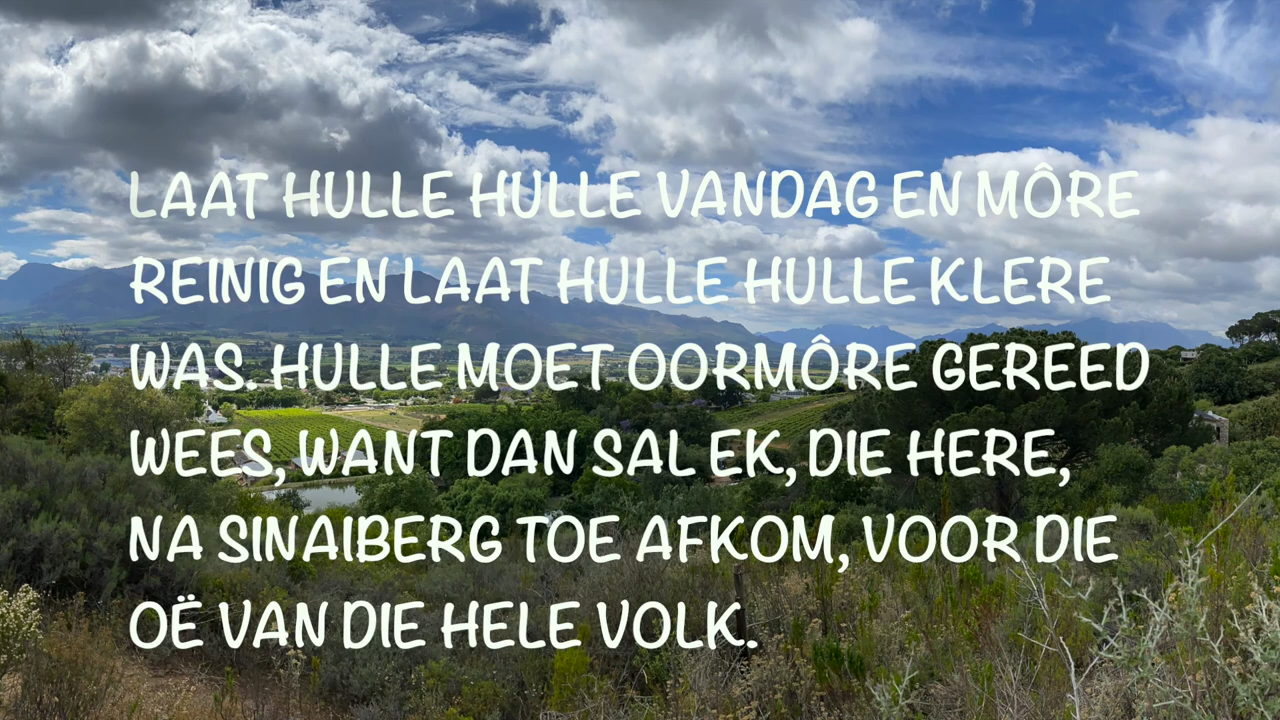 LAAT HULLE HULLE VANDAG EN MÔRE
REINIG EN LAAT HULLE HULLE KLERE
WAS. HULLE MOET OORMÔRE GEREED
WEES, WANT DAN SAL EK, DIE HERE,
NA SINAIBERG TOE AFKOM, VOOR DIE
OË VAN DIE HELE VOLK.